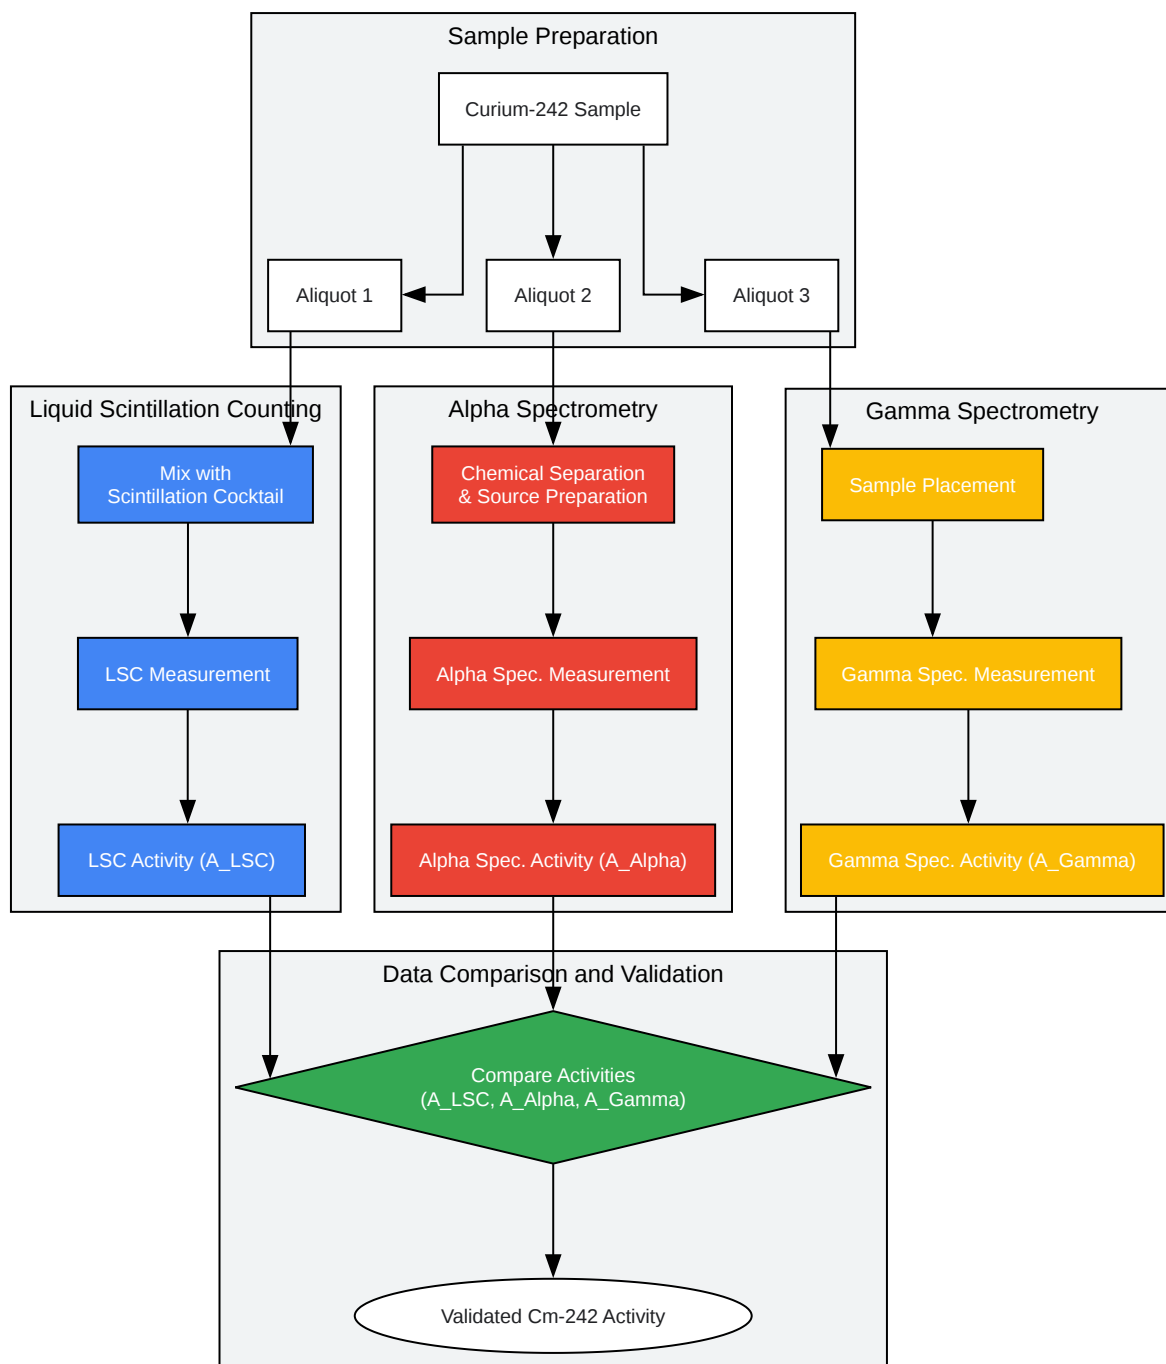 Sample Preparation
Curium-242 Sample
Aliquot 1
Aliquot 2
Aliquot 3
Liquid Scintillation Counting
Alpha Spectrometry
Gamma Spectrometry
Mix with
Scintillation Cocktail
Chemical Separation
& Source Preparation
Sample Placement
LSC Measurement
Alpha Spec. Measurement
Gamma Spec. Measurement
LSC Activity (A_LSC)
Alpha Spec. Activity (A_Alpha)
Gamma Spec. Activity (A_Gamma)
Data Comparison and Validation
Compare Activities
(A_LSC, A_Alpha, A_Gamma)
Validated Cm-242 Activity